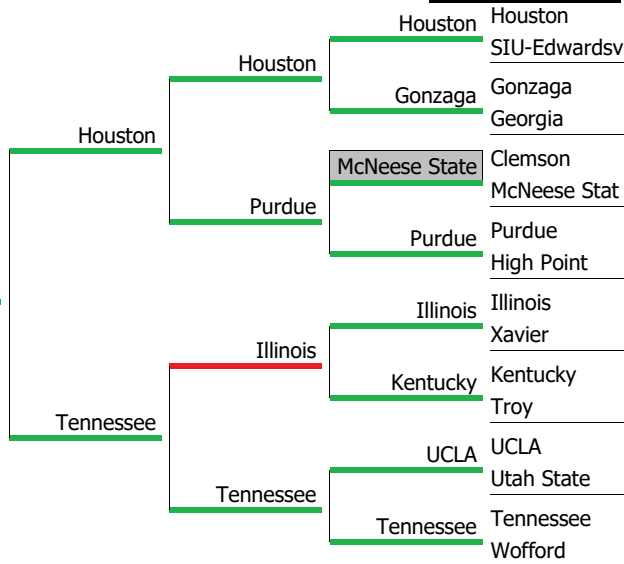 Houston
SIU-Edwardsv
Gonzaga
Georgia
Clemson
McNeese Stat
Purdue
High Point
Illinois
Xavier
Kentucky
Troy
UCLA
Utah State
Tennessee
Wofford
Houston
Gonzaga
McNeese State
Purdue
Illinois
Kentucky
UCLA
Tennessee
Houston
Purdue
Illinois
Tennessee
Houston
Tennessee